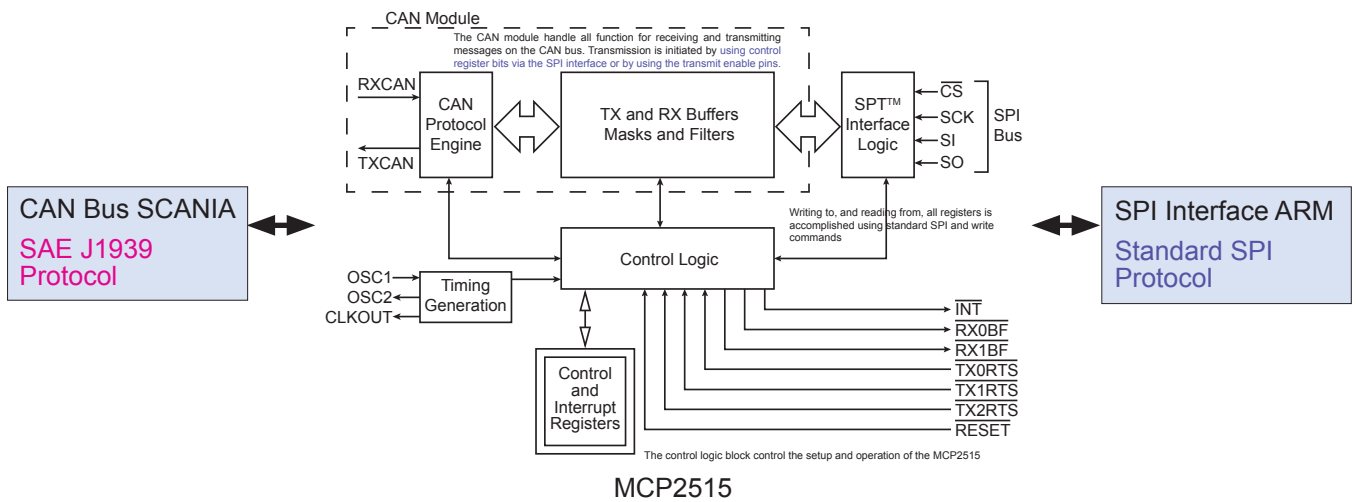 CAN Module
The CAN module handle all function for receiving and transmitting
messages on the CAN bus. Transmission is initiated by using control
register bits via the SPI interface or by using the transmit enable pins.
RXCAN
TXCAN
CAN
Protocol
Engine
TX and RX Buffers
Masks and Filters
SPT™
Interface
Logic
CS
SCK
SI
SO
SPI
Bus
CAN Bus SCANIA
SAE J1939
Protocol
Writing to, and reading from, all registers is
accomplished using standard SPI and write
commands
SPI Interface ARM
Standard SPI
Protocol
Control Logic
OSC1
OSC2
CLKOUT
Timing
Generation
INT
RX0BF
RX1BF
TX0RTS
TX1RTS
TX2RTS
RESET
Control
and
Interrupt
Registers
The control logic block control the setup and operation of the MCP2515
MCP2515